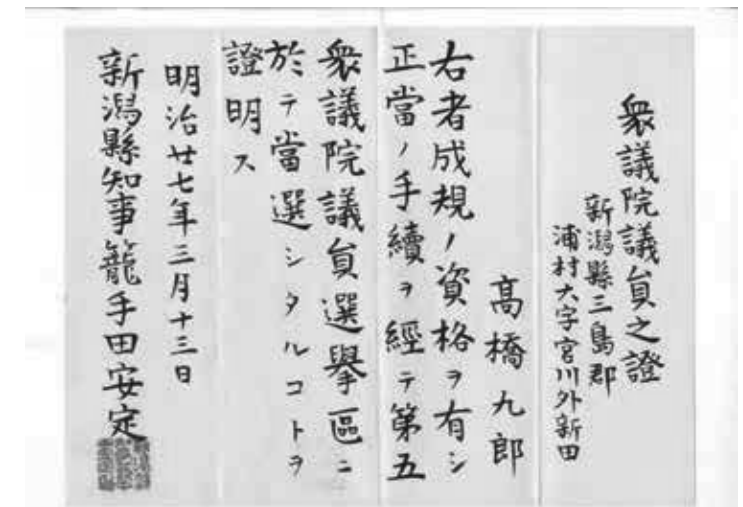 衆議院議員之證
新潟縣三島郡
浦村大字宮川外新田
髙橋九郎
右者成規ノ資格ヲ有シ
正當ノ手續ヲ經テ第五
衆議院議員選擧區ニ
於テ當選シタルコトヲ
證明ス
明治廿七年三月十三日
新潟縣知事籠手田安定